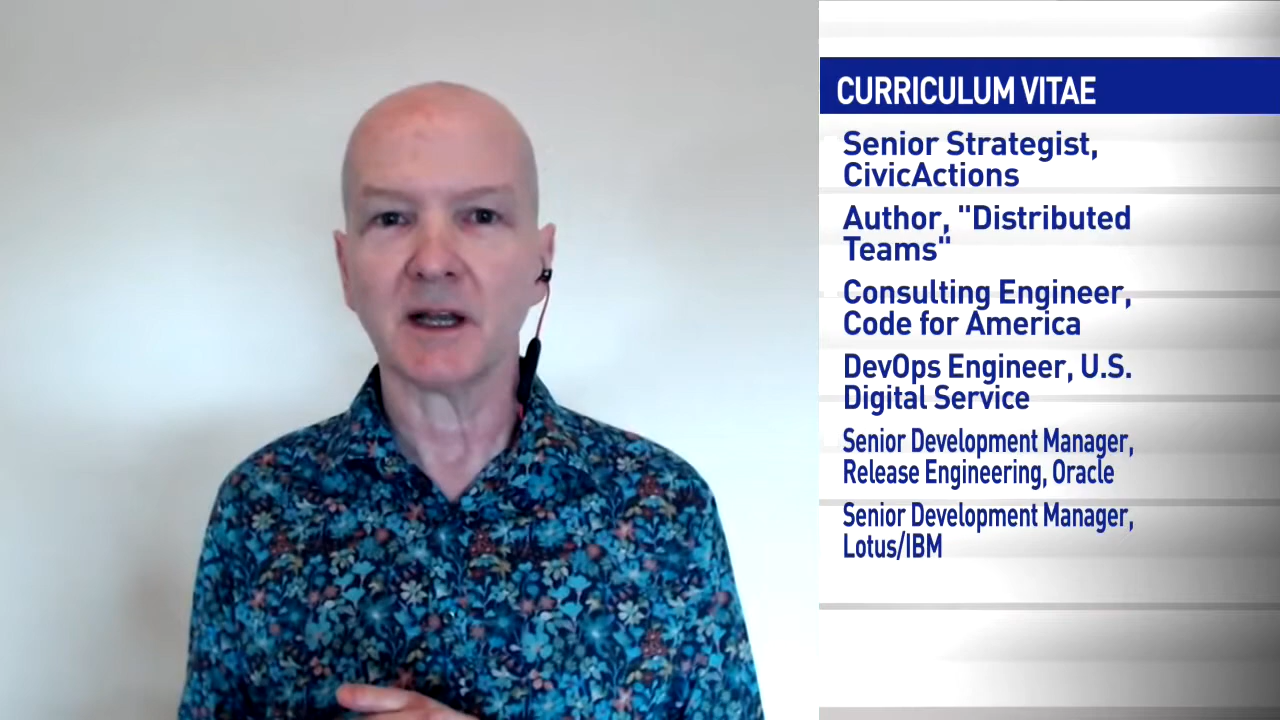 CURRICULUM VITAE
Senior Strategist,
CivicActions
Author, "Distributed
Teams"
Consulting Engineer,
Code for America
DevOps Engineer, U.S.
Digital Service
Senior Development Manager,
Release Engineering, Oracle
Senior Development Manager,
Lotus/IBM